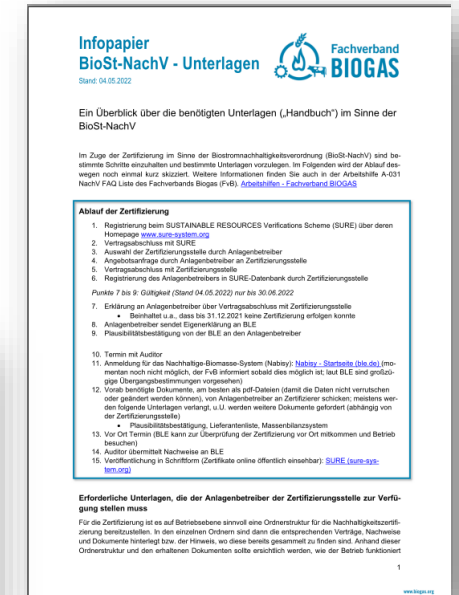 Infopapier
BioSt-NachV - Unterlagen
Stand: 04.05.2022
Fachverband
BIOGAS
Ein Überblick über die benötigten Unterlagen („Handbuch“) im Sinne der
BioSt-NachV
Im Zuge der Zertifizierung im Sinne der Biostromnachhaltigkeitsverordnung (BioSt-NachV) sind be-
stimmte Schritte einzuhalten und bestimmte Unterlagen vorzulegen. Im Folgenden wird der Ablauf des-
wegen noch einmal kurz skizziert. Weitere Informationen finden Sie auch in der Arbeitshilfe A-031
NachV FAQ Liste des Fachverbands Biogas (FvB). Arbeitshilfen - Fachverband BIOGAS
Ablauf der Zertifizierung
1. Registrierung beim SUSTAINABLE RESOURCES Verifications Scheme (SURE) über deren
Homepage www.sure-system.org
2. Vertragsabschluss mit SURE
3. Auswahl der Zertifizierungsstelle durch Anlagenbetreiber
4. Angebotsanfrage durch Anlagenbetreiber an Zertifizierungsstelle
5. Vertragsabschluss mit Zertifizierungsstelle
6. Registrierung des Anlagenbetreibers in SURE-Datenbank durch Zertifizierungsstelle
Punkte 7 bis 9: Gültigkeit (Stand 04.05.2022) nur bis 30.06.2022
7. Erklärung an Anlagenbetreiber über Vertragsabschluss mit Zertifizierungsstelle
• Beinhaltet u.a., dass bis 31.12.2021 keine Zertifizierung erfolgen konnte
8. Anlagenbetreiber sendet Eigenerklärung an BLE
9. Plausibilitätsbestätigung von der BLE an den Anlagenbetreiber
10. Termin mit Auditor
11. Anmeldung für das Nachhaltige-Biomasse-System (Nabisy): Nabisy - Startseite (ble.de) (mo-
mentan noch nicht möglich, der FvB informiert sobald dies möglich ist; laut BLE sind großzü-
gige Übergangsbestimmungen vorgesehen)
12. Vorab benötigte Dokumente, am besten als pdf-Dateien (damit die Daten nicht verrutschen
oder geändert werden können), von Anlagenbetreiber an Zertifizierer schicken; meistens wer-
den folgende Unterlagen verlangt, u.U. werden weitere Dokumente gefordert (abhängig von
der Zertifizierungsstelle)
• Plausibilitätsbestätigung, Lieferantenliste, Massenbilanzsystem
13. Vor Ort Termin (BLE kann zur Überprüfung der Zertifizierung vor Ort mitkommen und Betrieb
besuchen)
14. Auditor übermittelt Nachweise an BLE
15. Veröffentlichung in Schriftform (Zertifikate online öffentlich einsehbar): SURE (sure-sys-
tem.org)
Erforderliche Unterlagen, die der Anlagenbetreiber der Zertifizierungsstelle zur Verfü-
gung stellen muss
Für die Zertifizierung ist es auf Betriebsebene sinnvoll eine Ordnerstruktur für die Nachhaltigkeitszertifi-
zierung bereitzustellen. In den einzelnen Ordnern sind dann die entsprechenden Verträge, Nachweise
und Dokumente hinterlegt bzw. der Hinweis, wo diese bereits gesammelt zu finden sind. Anhand dieser
Ordnerstruktur und den erhaltenen Dokumenten sollte ersichtlich werden, wie der Betrieb funktioniert
1
www.biogas.org